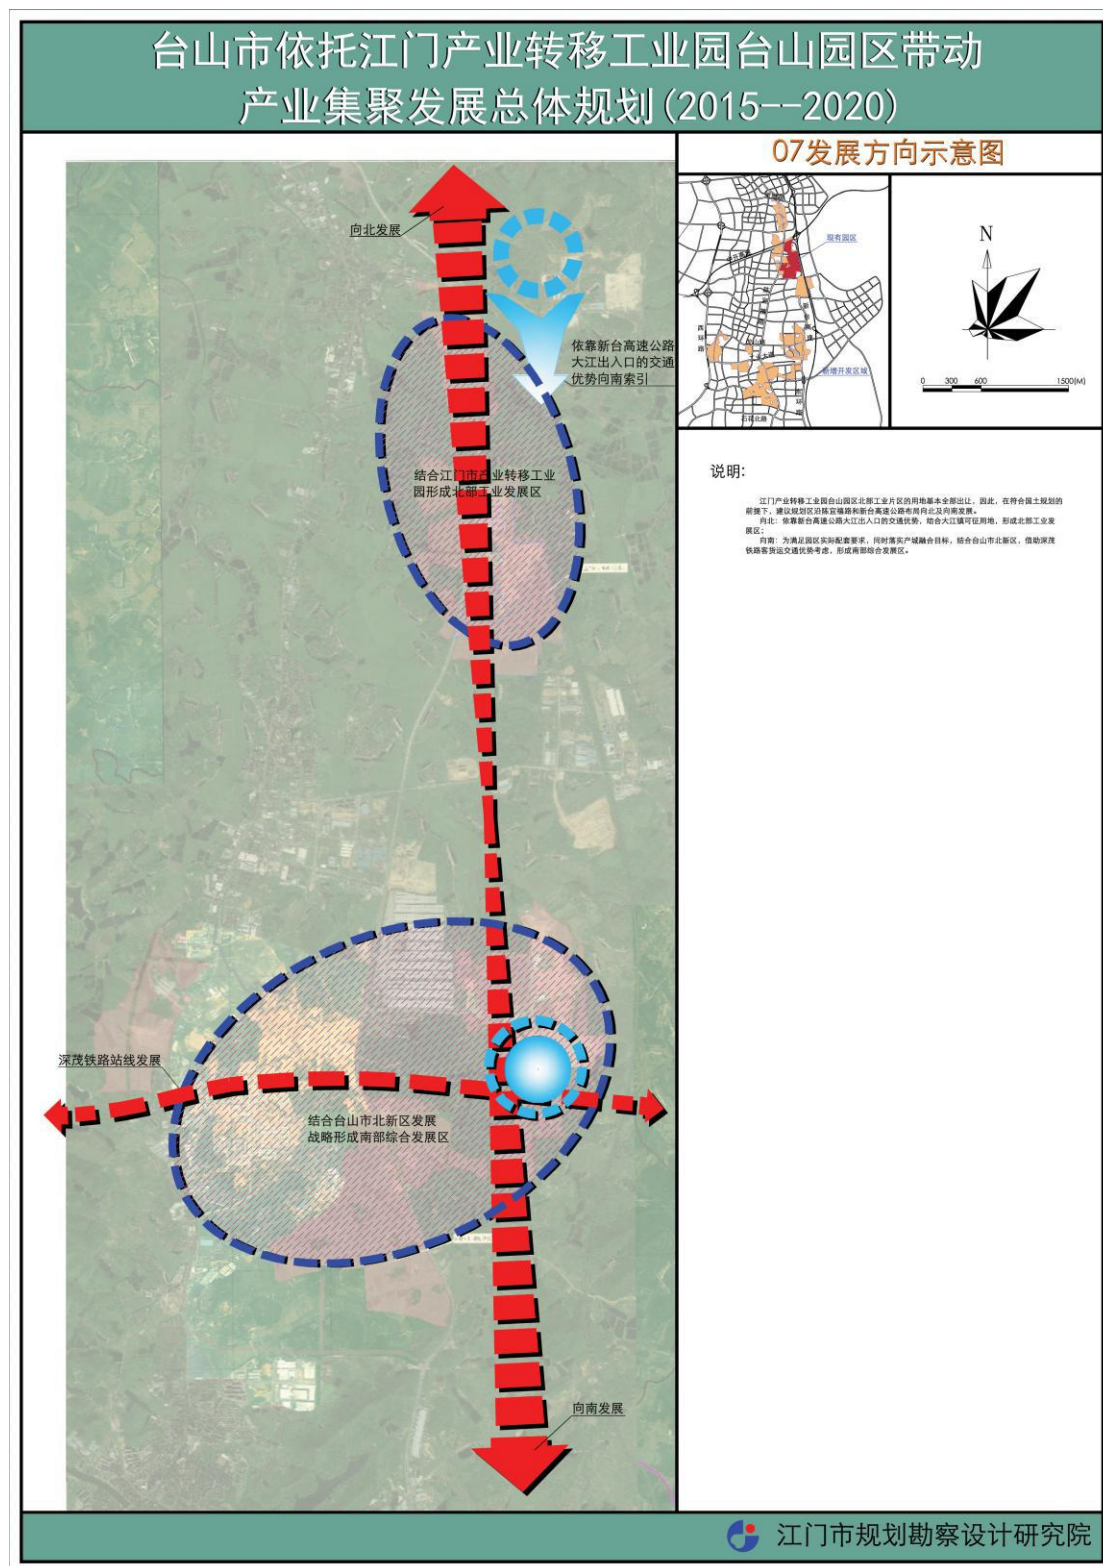 台山市依托江门产业转移工业园台山园区带动
产业集聚发展总体规划(2015--2020)
07发展方向示意图
向北发展
依靠新台高速公路
大江出入口的交通
优势向南索引
结合江门市产业转移工业
园形成北部工业发展区
深茂铁路站线发展
结合台山市北新区发展
战略形成南部综合发展区
向南发展
现有园区
新增开发区域
西环路
石花北路
N
0 300 600 1500(M)
说明:
江门产业转移工业园台山园区北部工业片区的用地基本全部出让，因此，在符合国土规划的
前提下，建议规划区沿陈宜禧路和新台高速公路布局向北及向南发展。
向北：依靠新台高速公路大江出入口的交通优势，结合大江镇可征用地，形成北部工业发
展区；
向南：为满足园区实际配套要求，同时落实产城融合目标，结合台山市北新区，借助深茂
铁路客货运交通优势考虑，形成南部综合发展区。
江门市规划勘察设计研究院